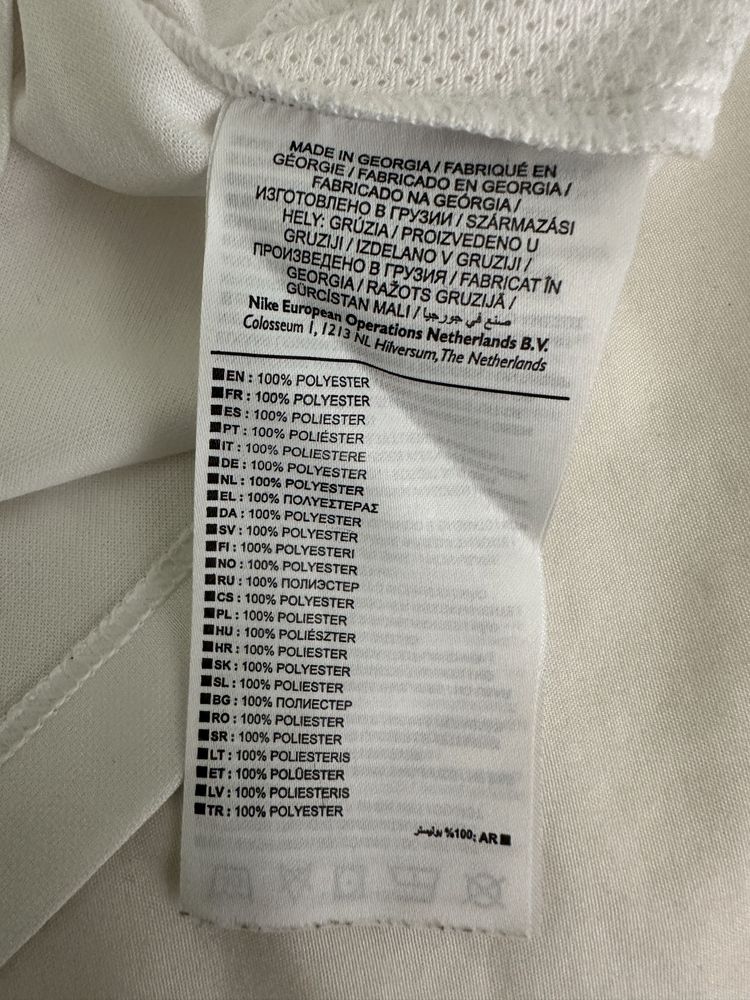 MADE IN GEORGIA / FABRIQUÉ EN
GÉORGIE / FABRICADO EN GEORGIA /
FABRICADO NA GEÓRGIA /
ИЗГОТОВЛЕНО В ГРУЗИИ / SZÁRMAZÁSI
HELY: GRÚZIA / PROIZVEDENO U
GRUZIJI / IZDELANO V GRUZIJI /
ПРОИЗВЕДЕНО В ГРУЗИЯ / FABRICAT ÎN
GEORGIA / RAŽOTS GRUZIJĀ /
GÜRCİSTAN MALI / صنع في جورجيا
Nike European Operations Netherlands B.V.
Colosseum 1, 1213 NL Hilversum, The Netherlands
EN : 100% POLYESTER
FR : 100% POLYESTER
ES : 100% POLIESTER
PT : 100% POLIÉSTER
IT : 100% POLIESTERE
DE : 100% POLYESTER
NL : 100% POLYESTER
EL : 100% ΠΟΛΥΕΣΤΕΡΑΣ
DA : 100% POLYESTER
SV : 100% POLYESTER
FI : 100% POLYESTERI
NO : 100% POLYESTER
RU : 100% ПОЛИЭСТЕР
CS : 100% POLYESTER
PL : 100% POLIESTER
HU : 100% POLIÉSZTER
HR : 100% POLIESTER
SK : 100% POLYESTER
SL : 100% POLIESTER
BG : 100% ПОЛИЕСТЕР
RO : 100% POLIESTER
SR : 100% POLIESTER
LT : 100% POLIESTERIS
ET : 100% POLÜESTER
LV : 100% POLIESTERIS
TR : 100% POLYESTER
AR :100% بوليستر